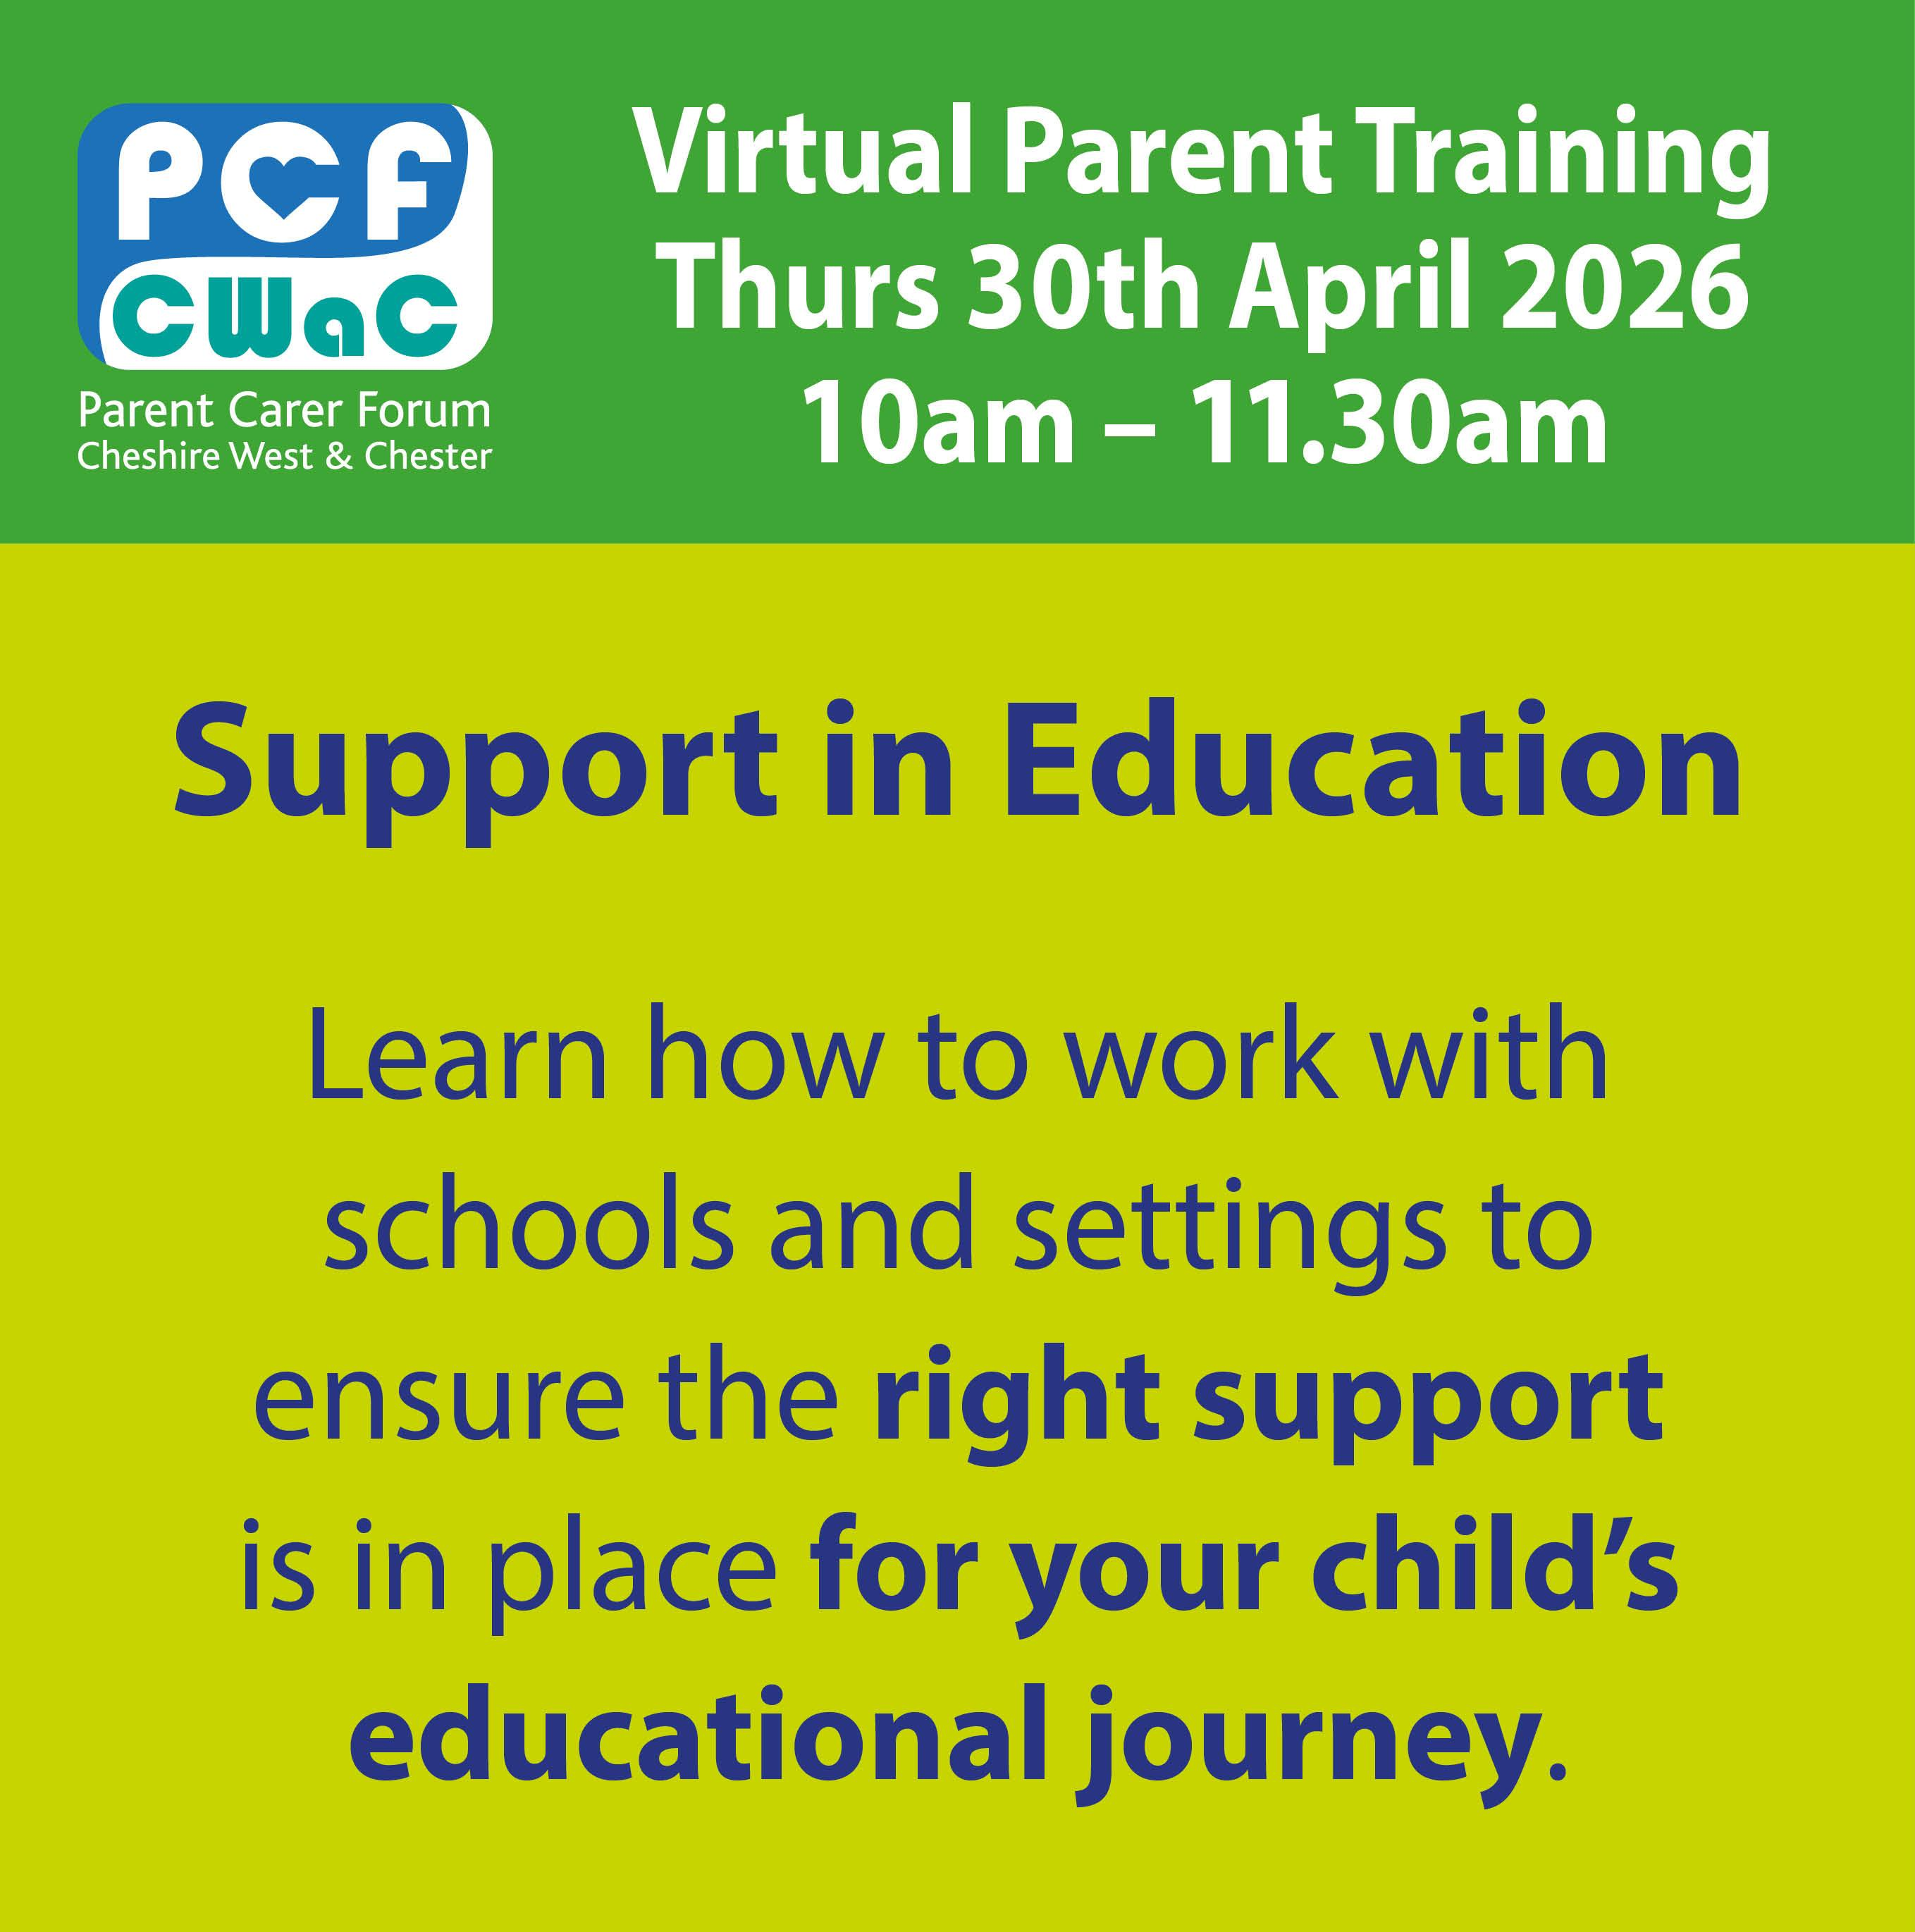 PCF
CWaC
Parent Carer Forum
Cheshire West & Chester
Virtual Parent Training
Thurs 30th April 2026
10am – 11.30am
Support in Education
Learn how to work with
schools and settings to
ensure the right support
is in place for your child’s
educational journey.